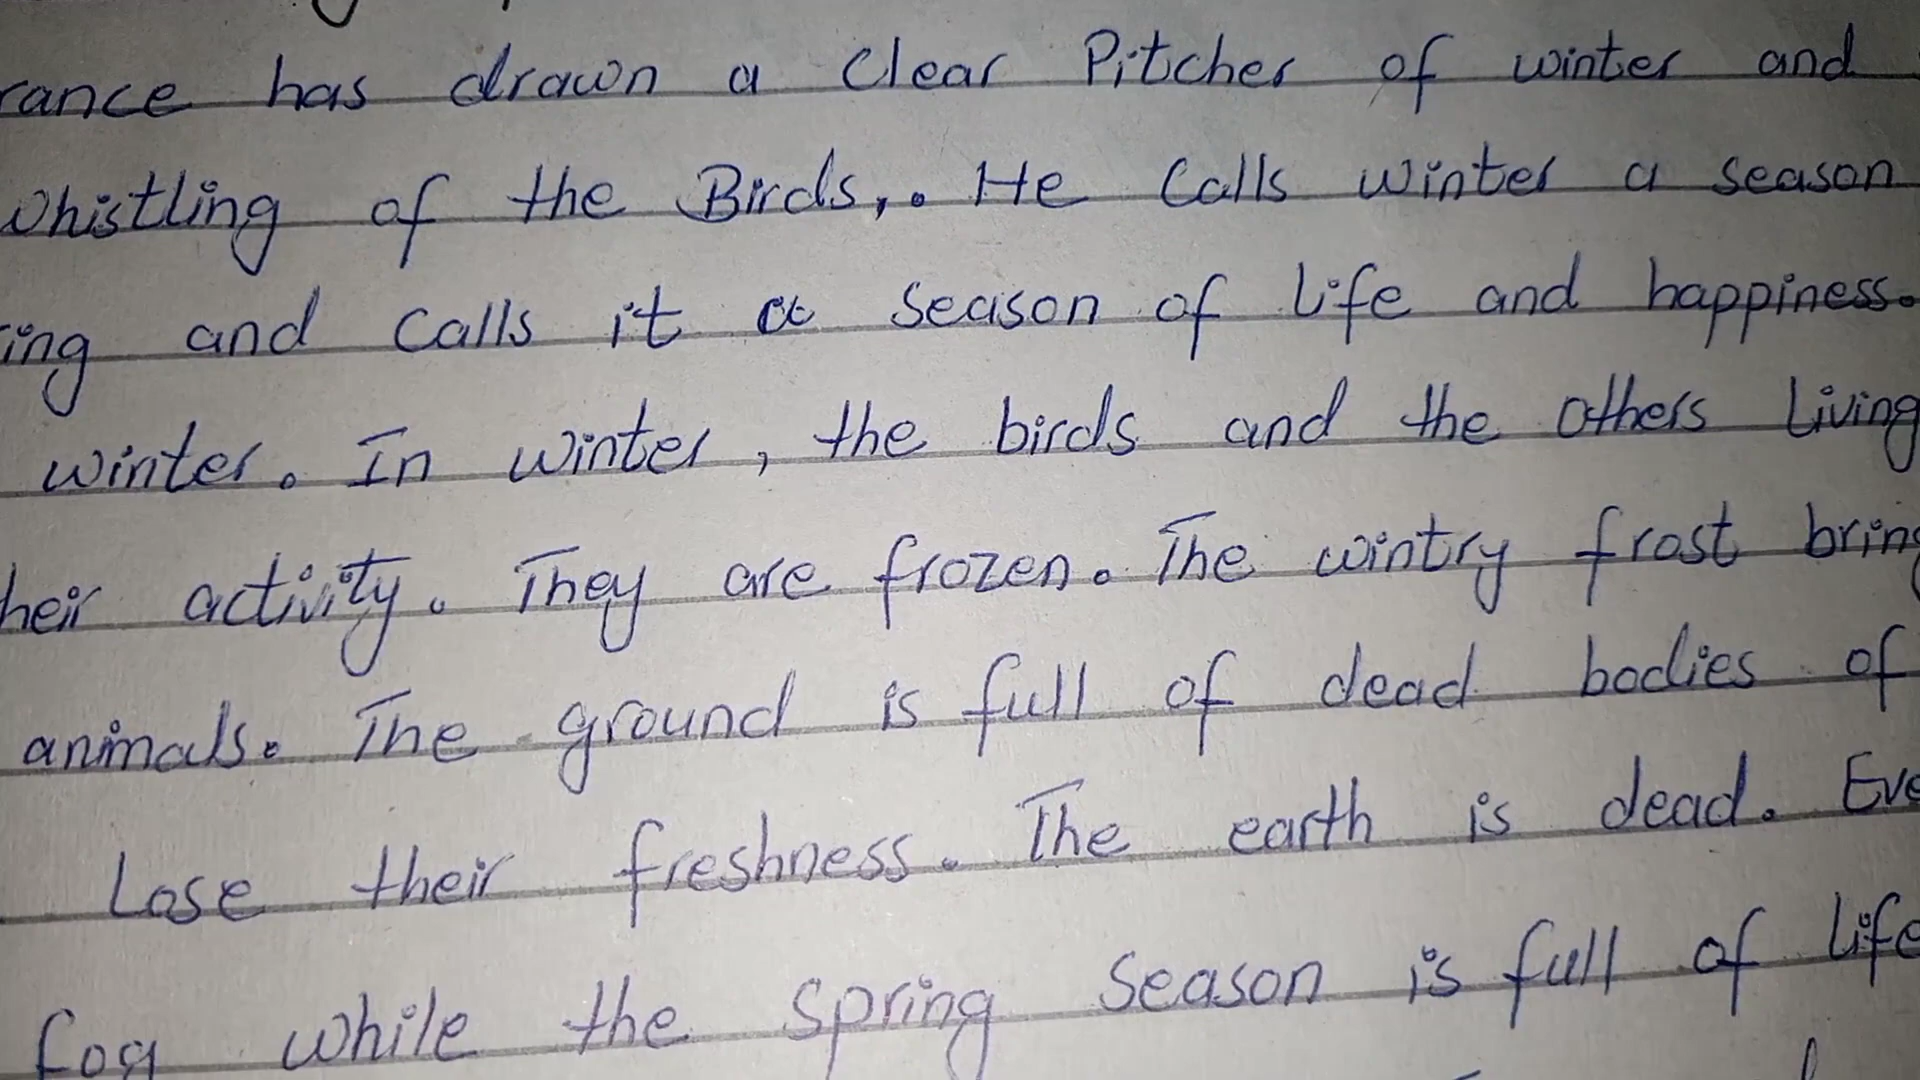 rance has drawn a Clear Pitcher of winter and
Whistling of the Birds,. He Calls winter a season
ing and Calls it a Season of life and happiness.
winter. In winter, the birds and the others Living
heir activity. They are frozen. The wintry frost bring
animals. The ground is full of dead bodies of
Lose their freshness. The earth is dead. Eve
fog while the spring Season is full of life